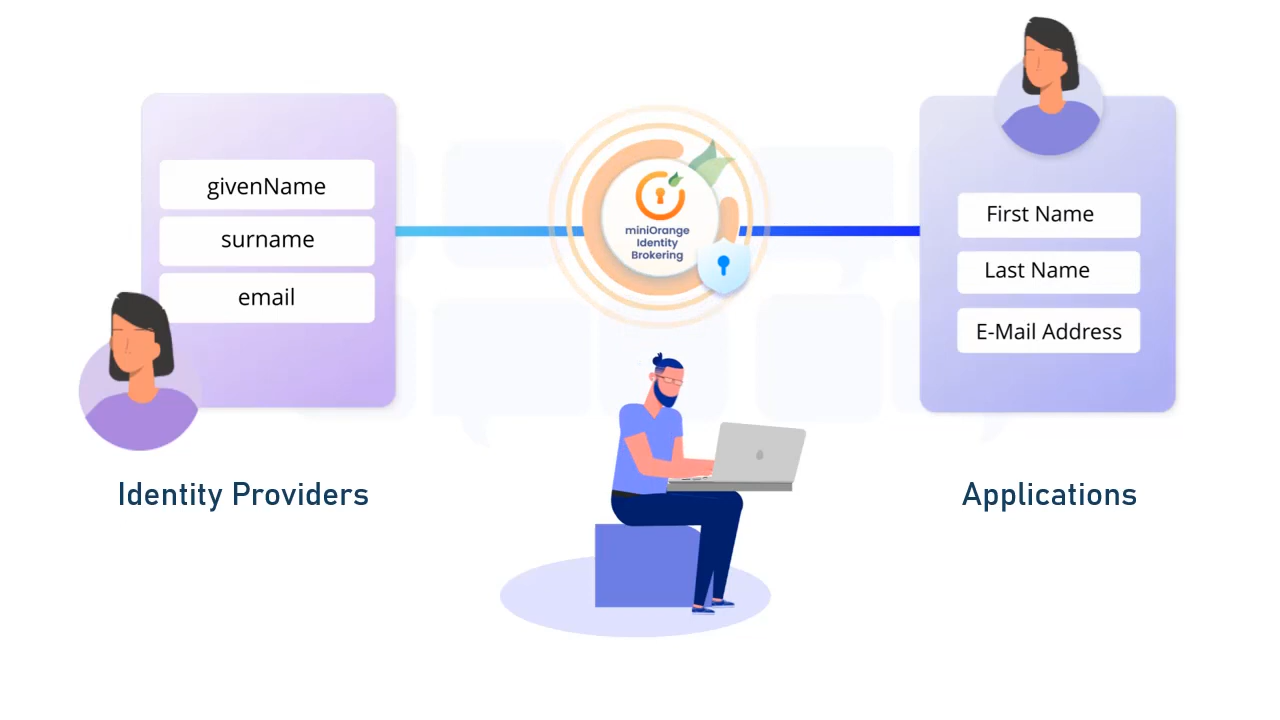 givenName
surname
email
Identity Providers
miniOrange
Identity
Brokering
First Name
Last Name
E-Mail Address
Applications